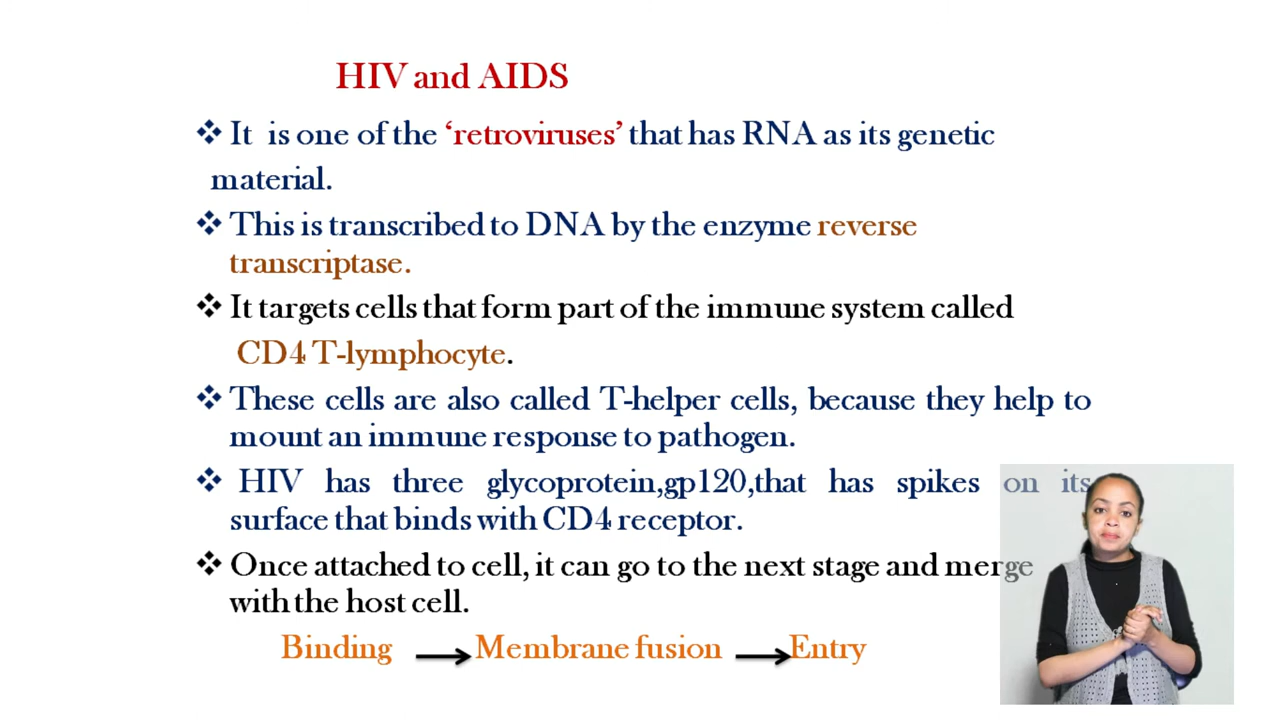 HIV and AIDS
❖ It is one of the ‘retroviruses’ that has RNA as its genetic
material.
❖ This is transcribed to DNA by the enzyme reverse
transcriptase.
❖ It targets cells that form part of the immune system called
CD4 T-lymphocyte.
❖ These cells are also called T-helper cells, because they help to
mount an immune response to pathogen.
❖ HIV has three glycoprotein,gp120,that has spikes on its
surface that binds with CD4 receptor.
❖ Once attached to cell, it can go to the next stage and merge
with the host cell.
Binding → Membrane fusion → Entry